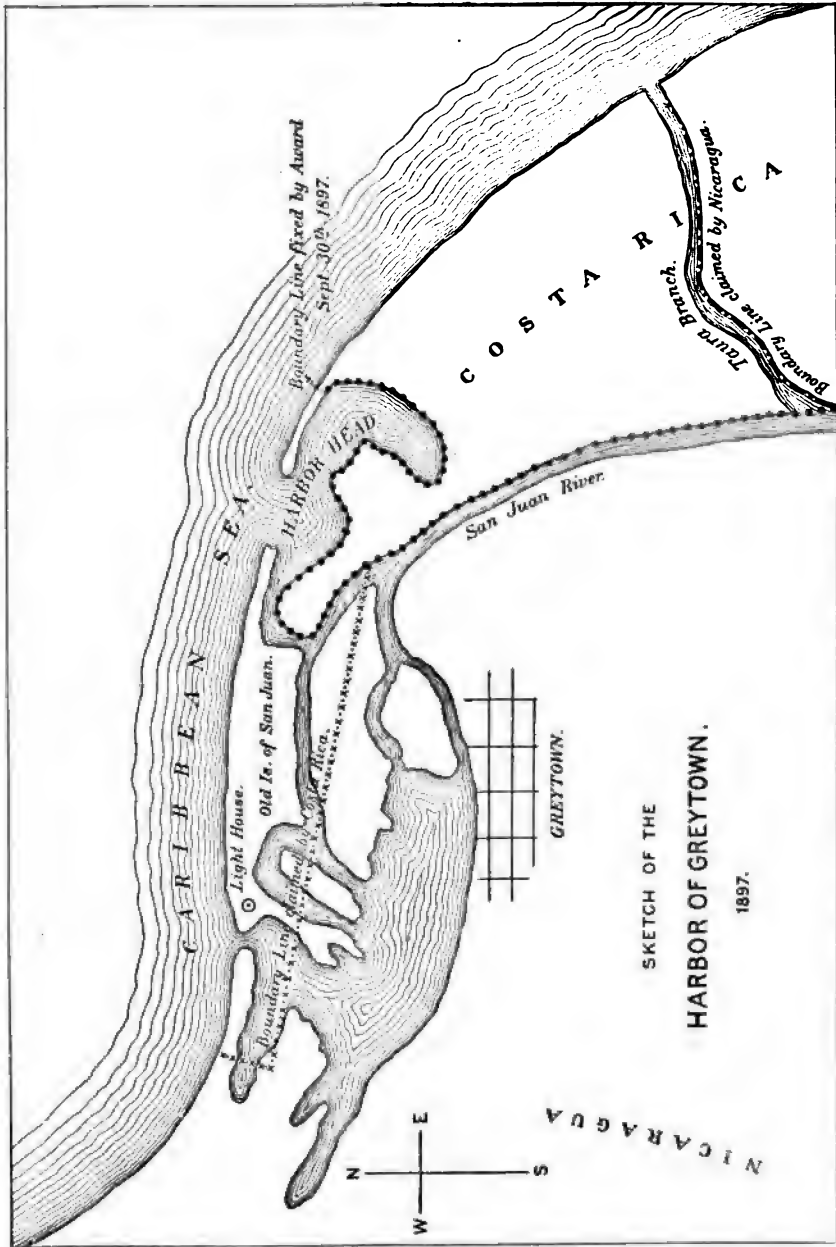 CARIBBEAN SEA.
Boundary Line fixed by Award
Sept. 30th 1897.
HARBOR HEAD
COSTA RICA
Taura Branch.
Boundary Line claimed by Nicaragua.
San Juan River.
Light House.
Old Is. of San Juan.
Boundary Line claimed by Costa Rica.
GREYTOWN.
N
W
E
S
NICARAGUA
SKETCH OF THE
HARBOR OF GREYTOWN.
1897.